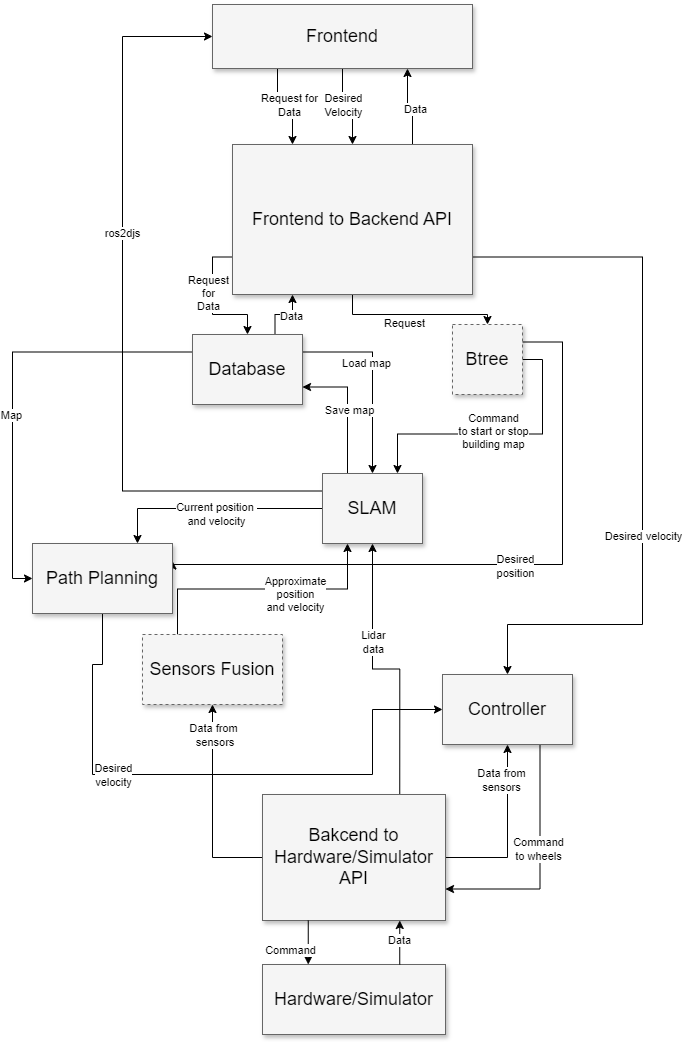 Frontend
Request for
Data
Desired
Velocity
Data
Frontend to Backend API
ros2djs
Request
for
Data
Data
Request
Database
Btree
Load map
Map
Save map
Command
to start or stop
building map
SLAM
Current position
and velocity
Desired velocity
Path Planning
Desired
position
Approximate
position
and velocity
Lidar
data
Sensors Fusion
Controller
Data from
sensors
Desired
velocity
Data from
sensors
Bakcend to
Hardware/Simulator
API
Command
to wheels
Command
Data
Hardware/Simulator